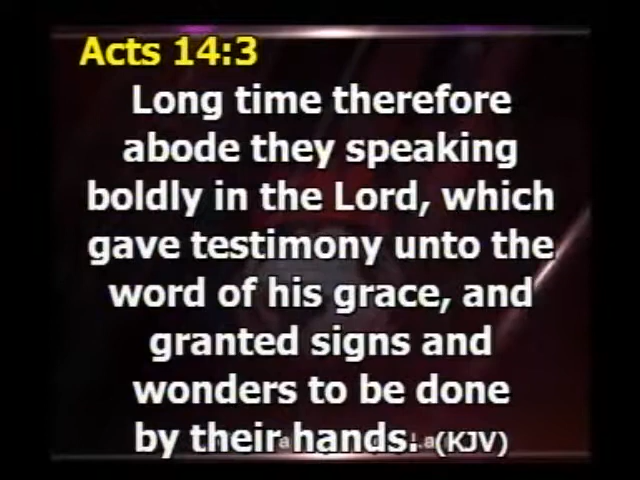 Acts 14:3
Long time therefore
abode they speaking
boldly in the Lord, which
gave testimony unto the
word of his grace, and
granted signs and
wonders to be done
by their hands. (KJV)